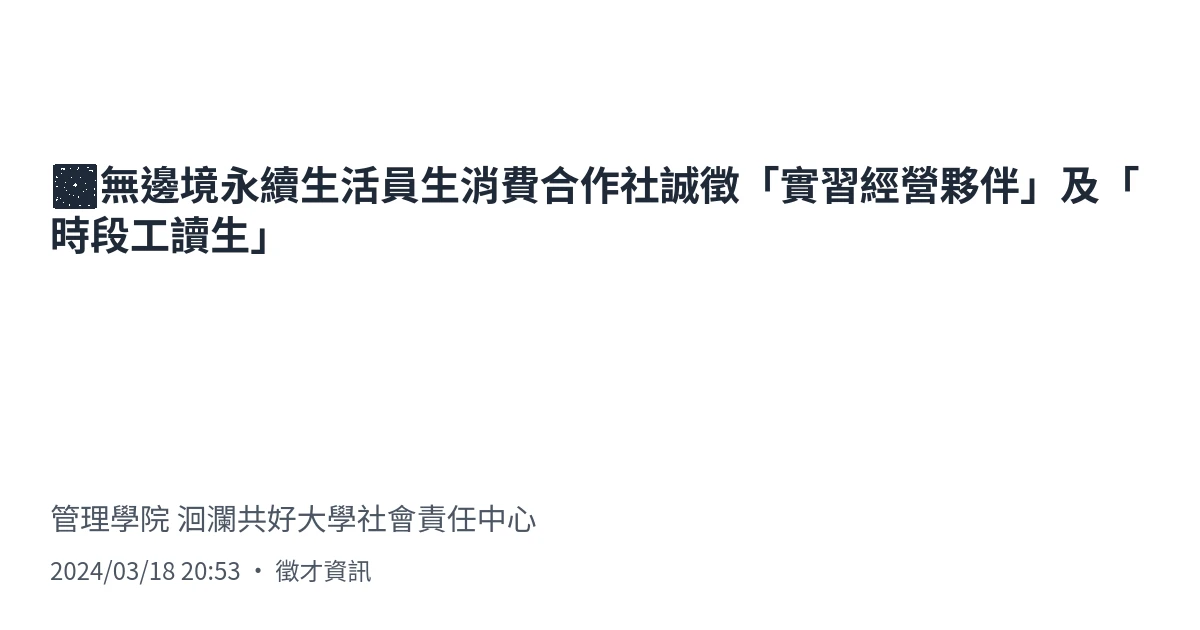 無邊境永續生活員生消費合作社誠徵「實習經營夥伴」及「
時段工讀生」
管理學院 洄瀾共好大學社會責任中心
2024/03/18 20:53 • 徵才資訊